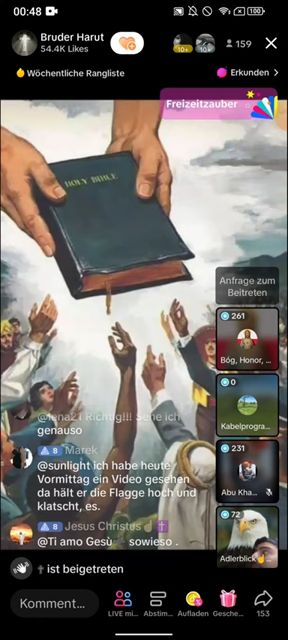 00:48
100
Bruder Harut
54.4K Likes
10+
159
Wöchentliche Rangliste
Erkunden
Freizeitzauber
HOLY BIBLE
Anfrage zum
Beitreten
261
Bóg, Honor, ...
0
Kabelprogra...
231
Abu Kha...
72
Adlerblick
@lena21 Richtig!!! Sehe ich
genauso
8 Marek
@sunlight ich habe heute
Vormittag ein Video gesehen
da hält er die Flagge hoch und
klatscht, es.
8 Jesus Christus
@Ti amo Gesù sowieso .
ist beigetreten
Komment...
LIVE mi...
Abstim...
Aufladen
Gesche...
153